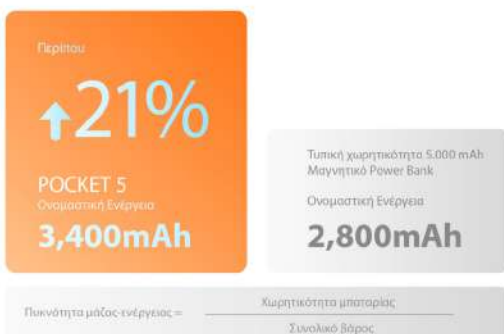 Περίπου
↑21%
POCKET 5
Ονομαστική Ενέργεια
3,400mAh
Τυπική χωρητικότητα 5.000 mAh
Μαγνητικό Power Bank
Ονομαστική Ενέργεια
2,800mAh
Πυκνότητα μάζας-ενέργειας =
Χωρητικότητα μπαταρίας
Συνολικό βάρος